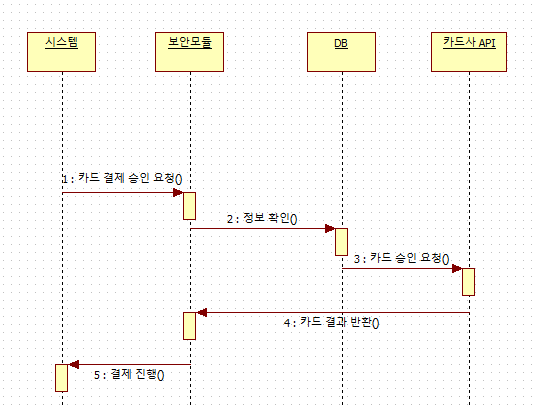 시스템
보안모듈
DB
카드사 API
1 : 카드 결제 승인 요청()
2 : 정보 확인()
3 : 카드 승인 요청()
4 : 카드 결과 반환()
5 : 결제 진행()